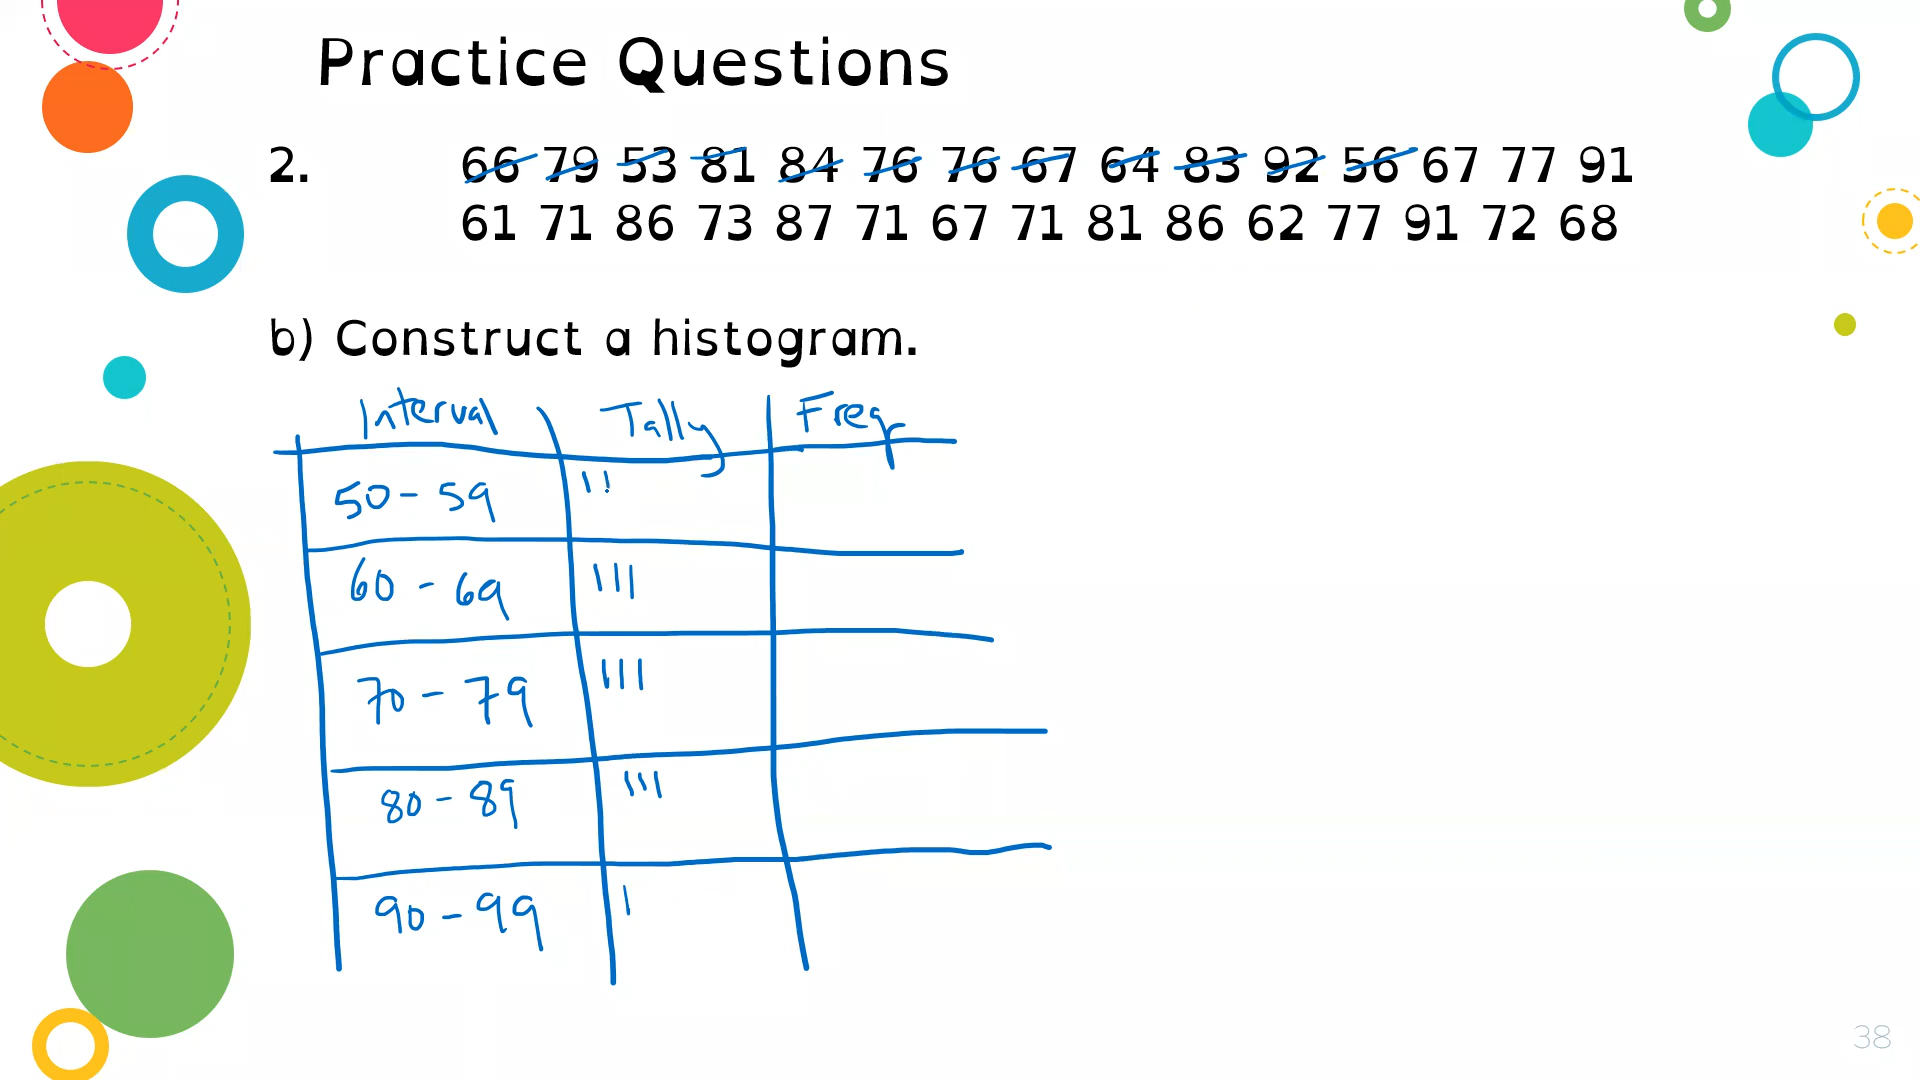 Practice Questions
2. 66 79 53 81 84 76 76 67 64 83 92 56 67 77 91
61 71 86 73 87 71 67 71 81 86 62 77 91 72 68
b) Construct a histogram.
Interval Tally Freq
50 - 59 ||
60 - 69 |||
70 - 79 |||
80 - 89 |||
90 - 99 |
38